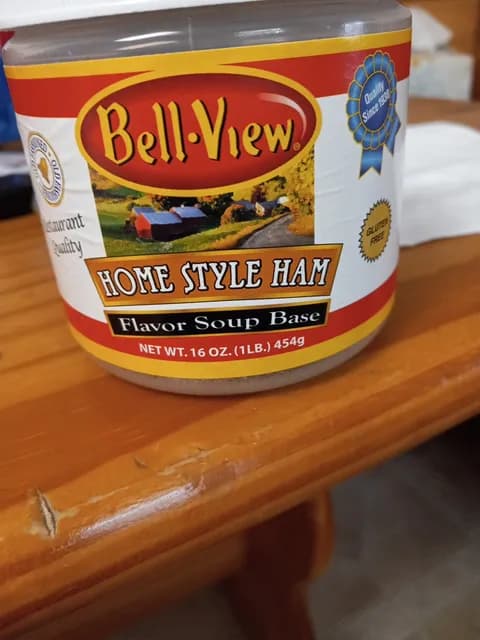 Bell·View®
Quality
Since 1930
Quality
GLUTEN
FREE
HOME STYLE HAM
Flavor Soup Base
NET WT. 16 OZ. (1LB.) 454g